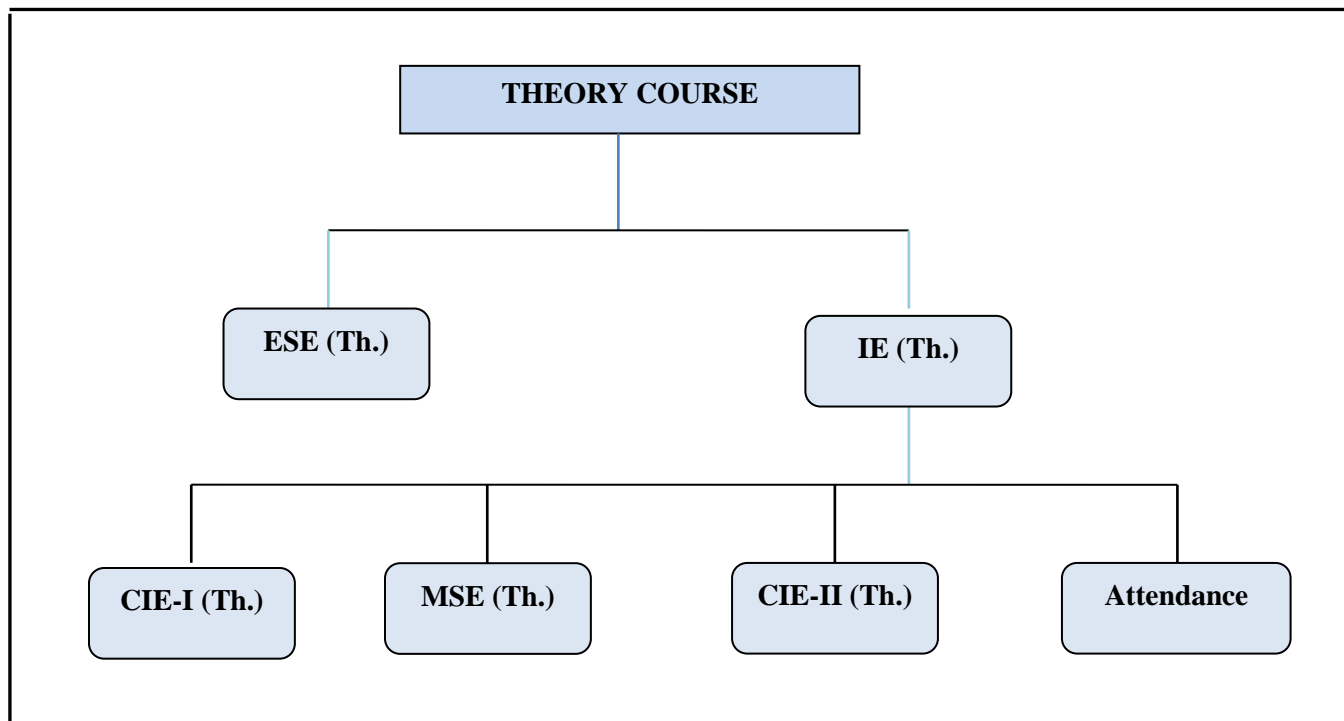 THEORY COURSE
ESE (Th.)
IE (Th.)
CIE-I (Th.)
MSE (Th.)
CIE-II (Th.)
Attendance